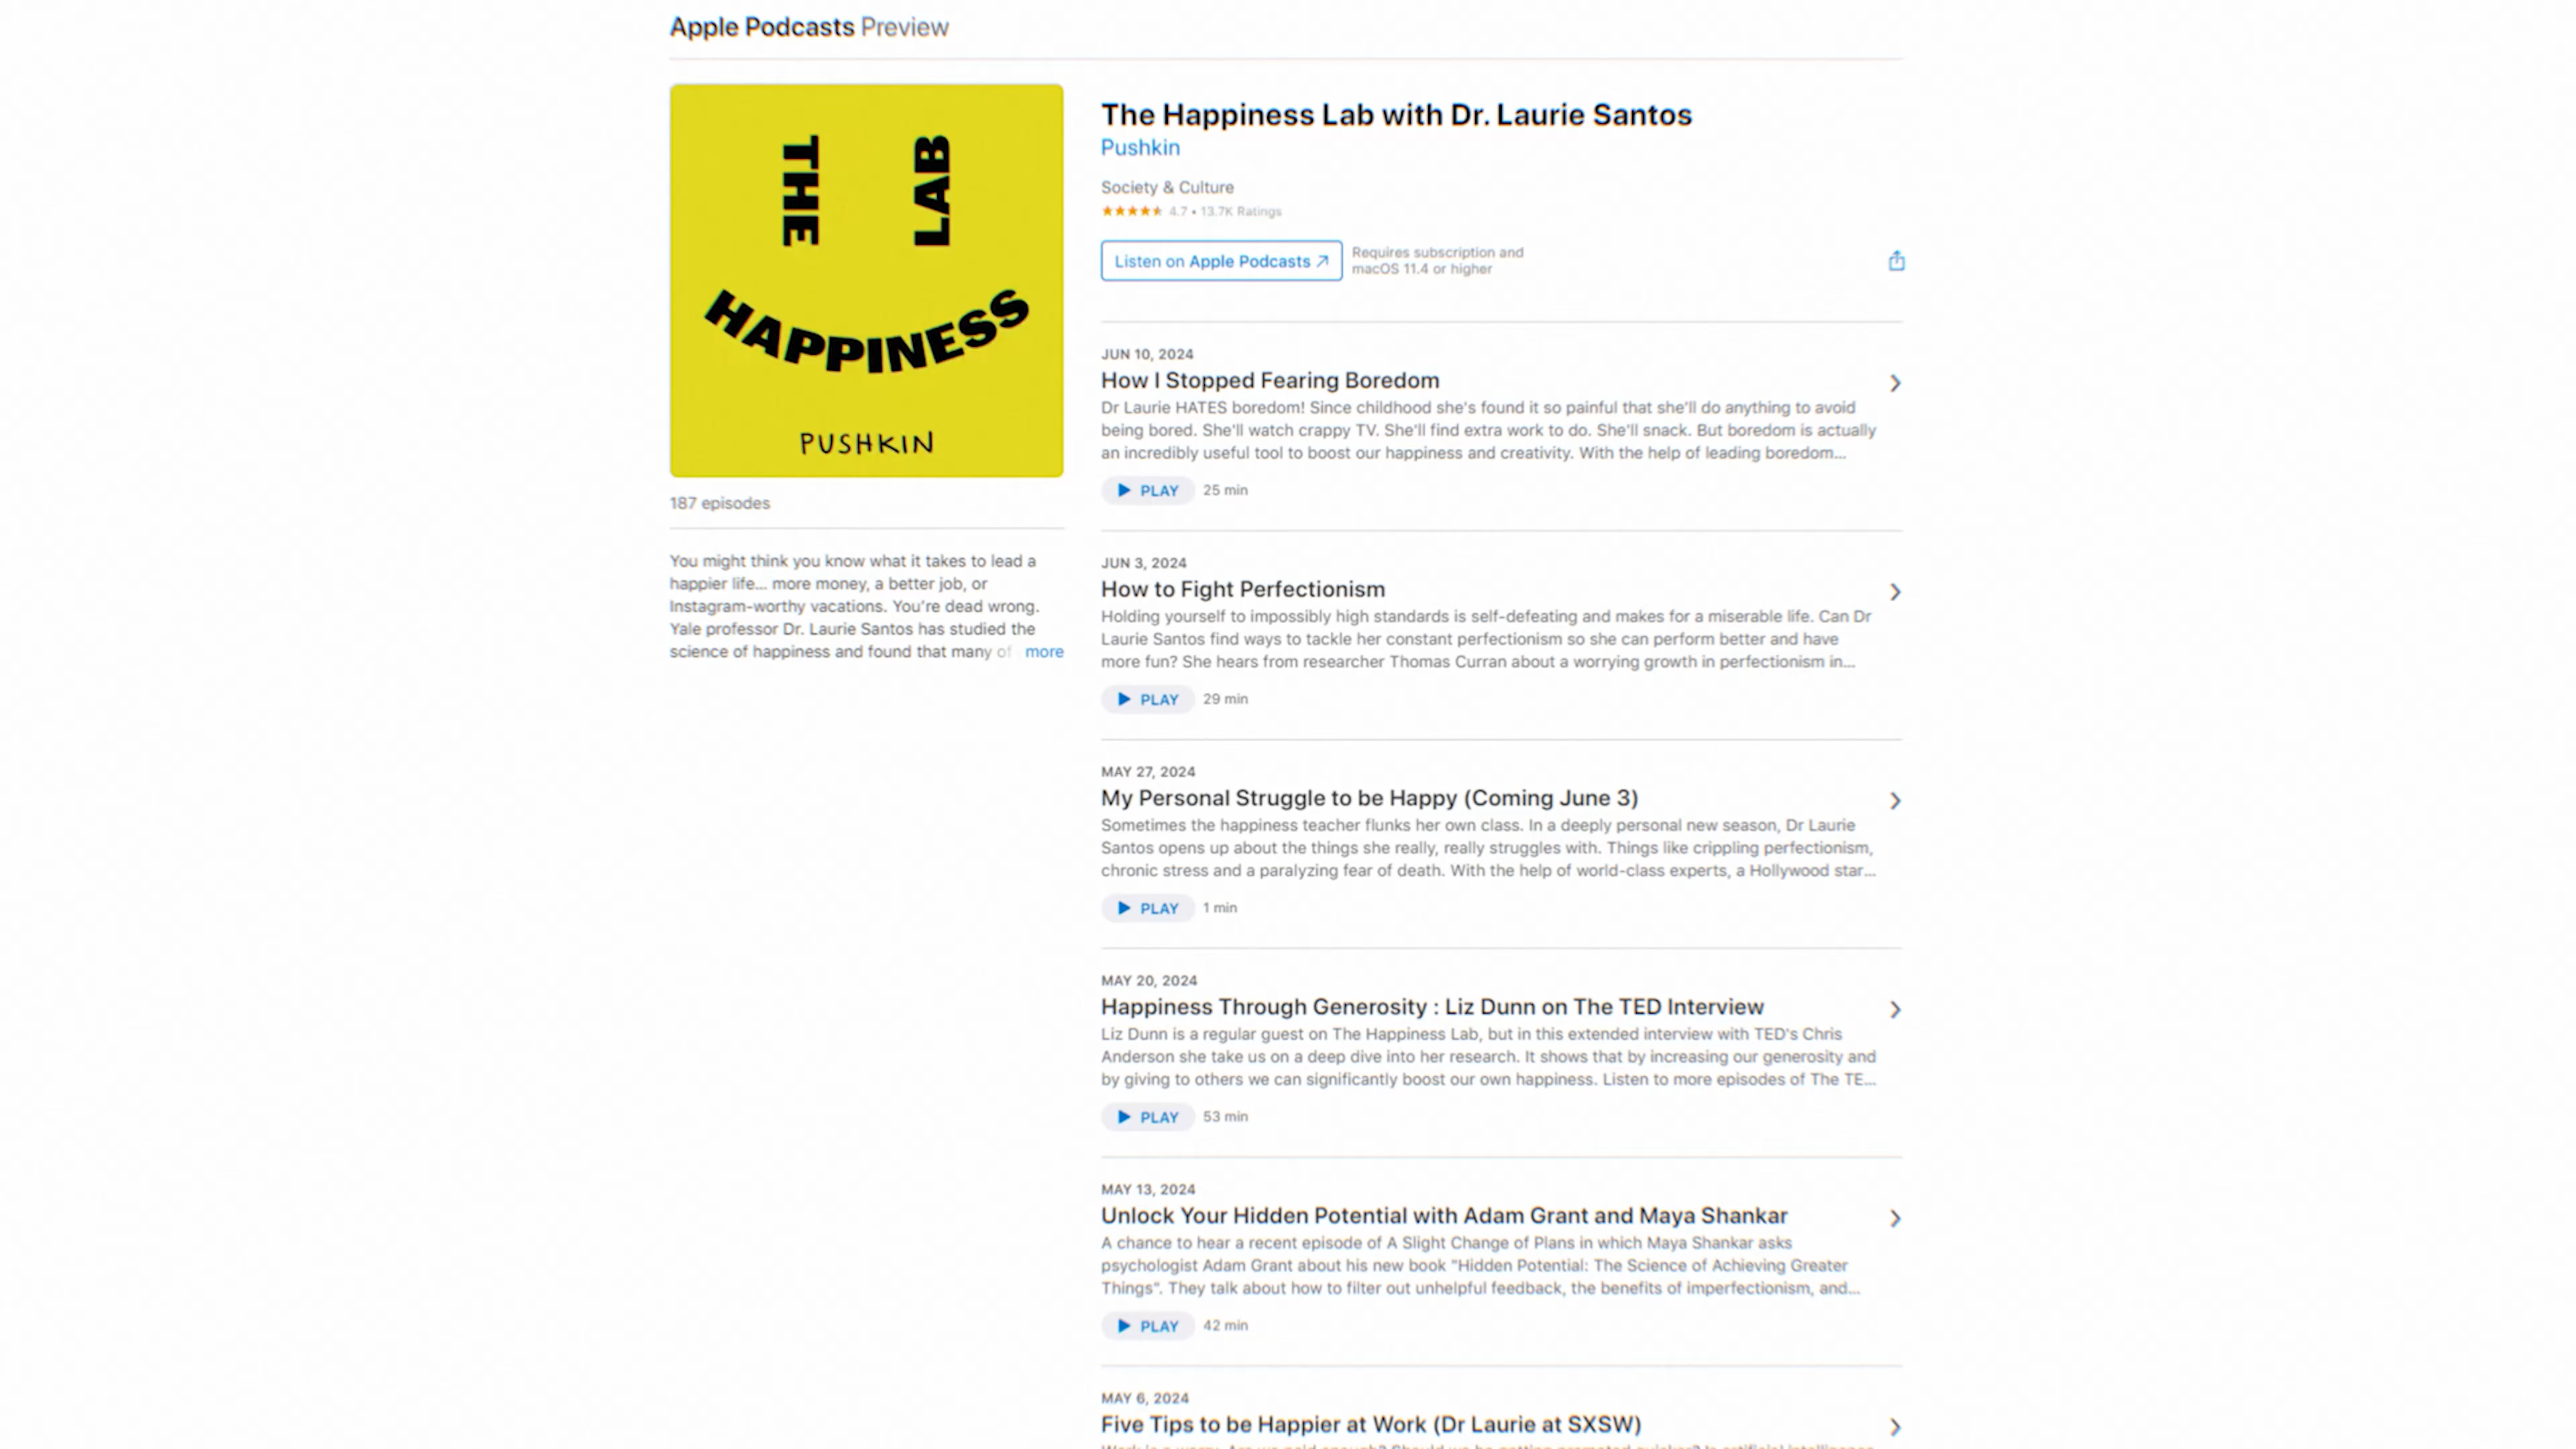 Apple Podcasts Preview
THE
LAB
HAPPINESS
PUSHKIN
187 episodes
You might think you know what it takes to lead a
happier life... more money, a better job, or
Instagram-worthy vacations. You're dead wrong.
Yale professor Dr. Laurie Santos has studied the
science of happiness and found that many of more
The Happiness Lab with Dr. Laurie Santos
Pushkin
Society & Culture
★★★★★ 4.7 • 13.7K Ratings
Listen on Apple Podcasts ↗
Requires subscription and
macOS 11.4 or higher
JUN 10, 2024
How I Stopped Fearing Boredom
Dr Laurie HATES boredom! Since childhood she's found it so painful that she'll do anything to avoid
being bored. She'll watch crappy TV. She'll find extra work to do. She'll snack. But boredom is actually
an incredibly useful tool to boost our happiness and creativity. With the help of leading boredom...
PLAY 25 min
JUN 3, 2024
How to Fight Perfectionism
Holding yourself to impossibly high standards is self-defeating and makes for a miserable life. Can Dr
Laurie Santos find ways to tackle her constant perfectionism so she can perform better and have
more fun? She hears from researcher Thomas Curran about a worrying growth in perfectionism in...
PLAY 29 min
MAY 27, 2024
My Personal Struggle to be Happy (Coming June 3)
Sometimes the happiness teacher flunks her own class. In a deeply personal new season, Dr Laurie
Santos opens up about the things she really, really struggles with. Things like crippling perfectionism,
chronic stress and a paralyzing fear of death. With the help of world-class experts, a Hollywood star...
PLAY 1 min
MAY 20, 2024
Happiness Through Generosity : Liz Dunn on The TED Interview
Liz Dunn is a regular guest on The Happiness Lab, but in this extended interview with TED's Chris
Anderson she take us on a deep dive into her research. It shows that by increasing our generosity and
by giving to others we can significantly boost our own happiness. Listen to more episodes of The TE...
PLAY 53 min
MAY 13, 2024
Unlock Your Hidden Potential with Adam Grant and Maya Shankar
A chance to hear a recent episode of A Slight Change of Plans in which Maya Shankar asks
psychologist Adam Grant about his new book "Hidden Potential: The Science of Achieving Greater
Things". They talk about how to filter out unhelpful feedback, the benefits of imperfectionism, and...
PLAY 42 min
MAY 6, 2024
Five Tips to be Happier at Work (Dr Laurie at SXSW)